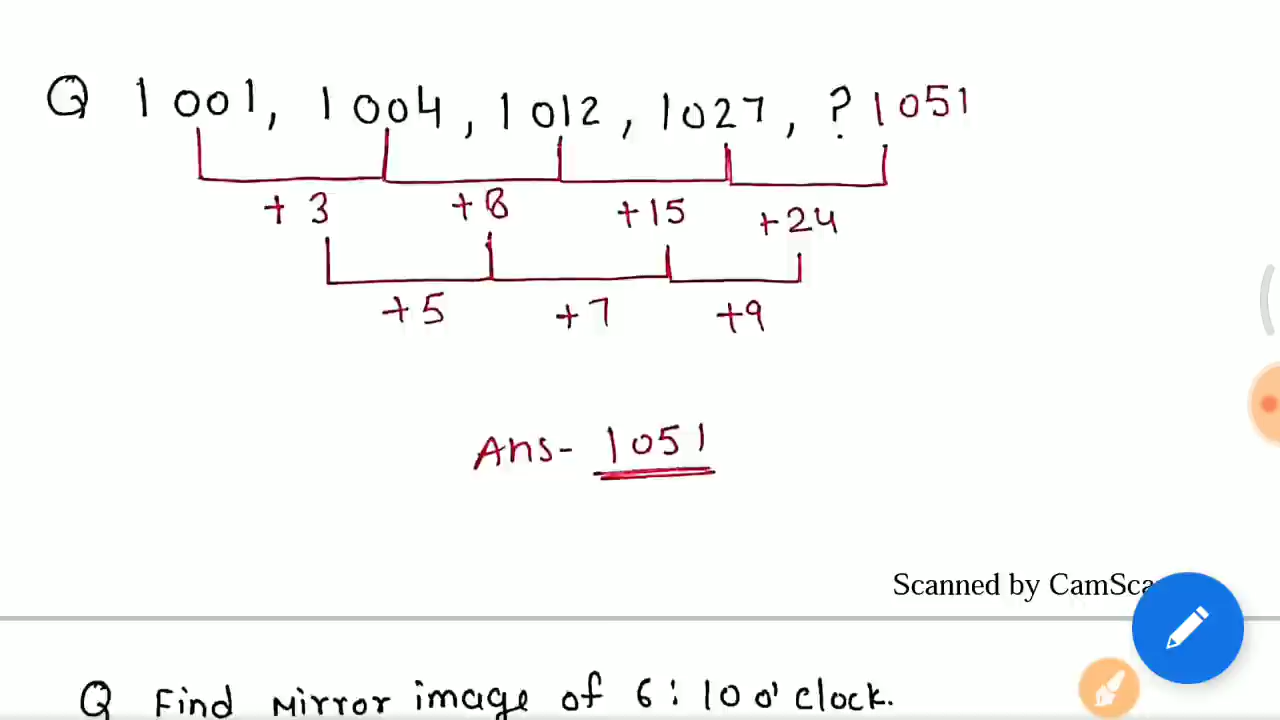 Q 1001, 1004, 1012, 1027, ? 1051
+3 +8 +15 +24
+5 +7 +9
Ans- 1051
Scanned by
Q Find Mirror image of 6:10 o'clock.